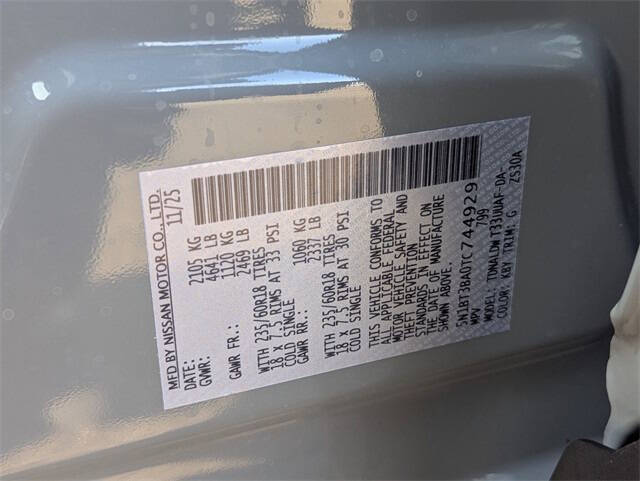 MFD BY NISSAN MOTOR CO., LTD.
DATE: 11/25
GVWR: 2105 KG
4641 LB
GAWR FR.: 1120 KG
2469 LB
WITH 235/60R18 TIRES
18 X 7.5 RIMS AT 33 PSI
COLD SINGLE
GAWR RR.: 1060 KG
2337 LB
WITH 235/60R18 TIRES
18 X 7.5 RIMS AT 30 PSI
COLD SINGLE
THIS VEHICLE CONFORMS TO
ALL APPLICABLE FEDERAL
MOTOR VEHICLE SAFETY AND
THEFT PREVENTION
STANDARDS IN EFFECT ON
THE DATE OF MANUFACTURE
SHOWN ABOVE.
5N1BT3BA0TC744929
MPV 799
MODEL: TDNALDW T33UUAF-DA-
COLOR: KBY TRIM: G ZS30A